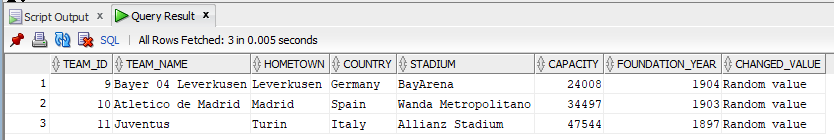 Script Output x Query Result x
SQL | All Rows Fetched: 3 in 0.005 seconds
TEAM_ID TEAM_NAME HOMETOWN COUNTRY STADIUM CAPACITY FOUNDATION_YEAR CHANGED_VALUE
1 9 Bayer 04 Leverkusen Leverkusen Germany BayArena 24008 1904 Random value
2 10 Atletico de Madrid Madrid Spain Wanda Metropolitano 34497 1903 Random value
3 11 Juventus Turin Italy Allianz Stadium 47544 1897 Random value